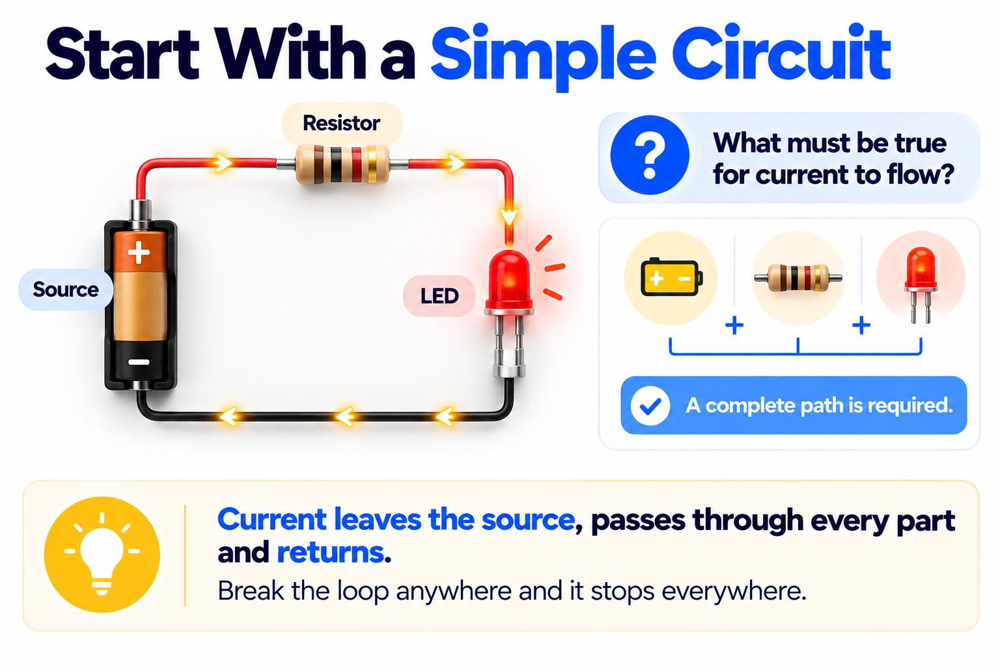 Start With a Simple Circuit
Resistor
Source
LED
What must be true
for current to flow?
A complete path is required.
Current leaves the source, passes through every part
and returns.
Break the loop anywhere and it stops everywhere.